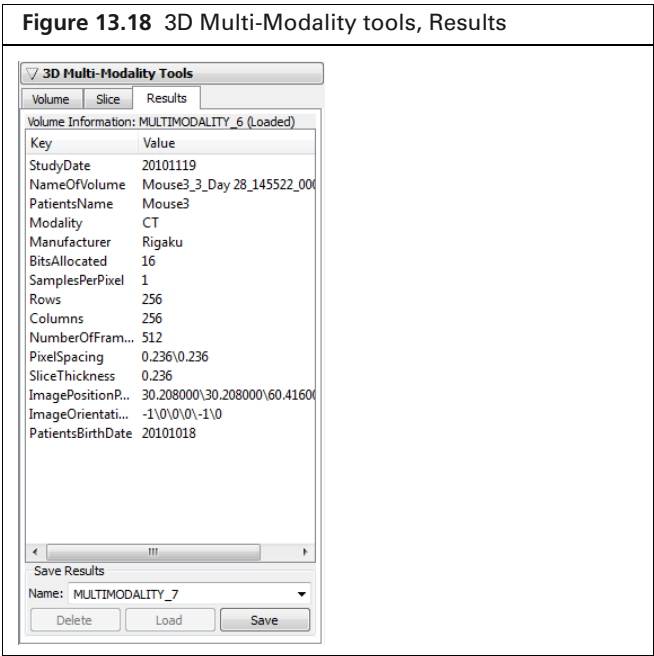 Figure 13.18 3D Multi-Modality tools, Results
3D Multi-Modality Tools
Volume Slice Results
Volume Information: MULTIMODALITY_6 (Loaded)
Key Value
StudyDate 20101119
NameOfVolume Mouse3_3_Day 28_145522_00(
PatientsName Mouse3
Modality CT
Manufacturer Rigaku
BitsAllocated 16
SamplesPerPixel 1
Rows 256
Columns 256
NumberOfFram... 512
PixelSpacing 0.236\0.236
SliceThickness 0.236
ImagePositionP... 30.208000\30.208000\60.4160(
ImageOrientati... -1\0\0\0\-1\0
PatientsBirthDate 20101018
Save Results
Name: MULTIMODALITY_7
Delete Load Save